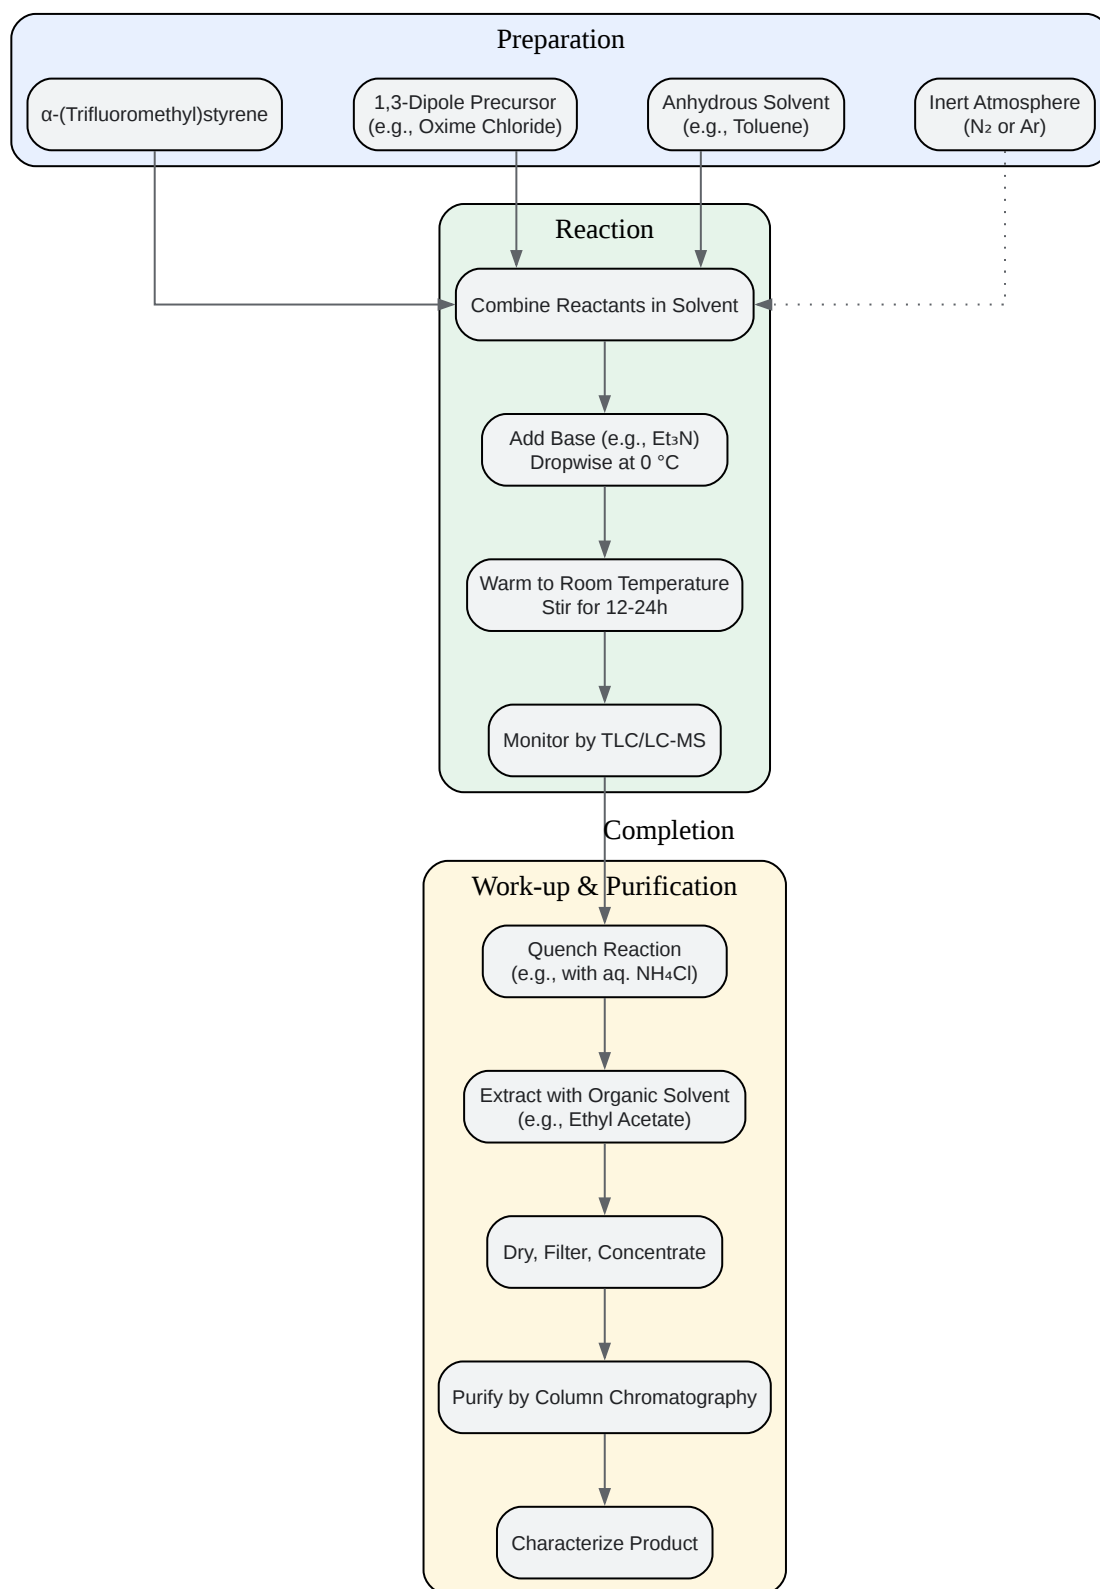 Preparation
α-(Trifluoromethyl)styrene
1,3-Dipole Precursor
(e.g., Oxime Chloride)
Anhydrous Solvent
(e.g., Toluene)
Inert Atmosphere
(N₂ or Ar)
Reaction
Combine Reactants in Solvent
Add Base (e.g., Et₃N)
Dropwise at 0 °C
Warm to Room Temperature
Stir for 12-24h
Monitor by TLC/LC-MS
Completion
Work-up & Purification
Quench Reaction
(e.g., with aq. NH₄Cl)
Extract with Organic Solvent
(e.g., Ethyl Acetate)
Dry, Filter, Concentrate
Purify by Column Chromatography
Characterize Product